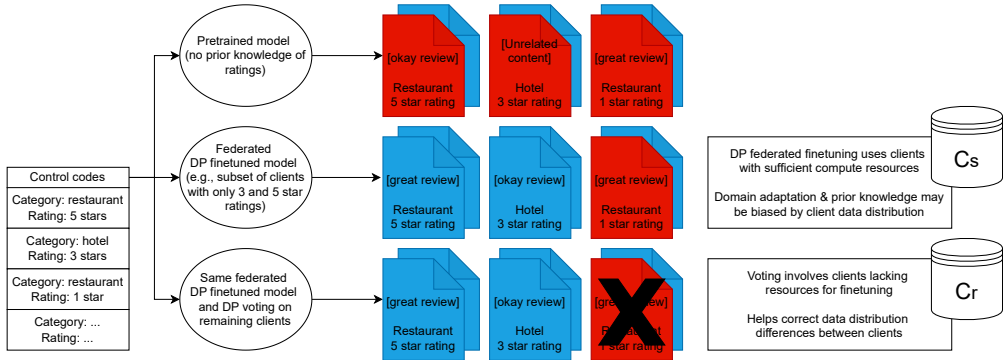 Control codes
Category: restaurant
Rating: 5 stars
Category: hotel
Rating: 3 stars
Category: restaurant
Rating: 1 star
Category: ...
Rating: ...
Pretrained model
(no prior knowledge of
ratings)
[okay review]
Restaurant
5 star rating
[Unrelated
content]
Hotel
3 star rating
[great review]
Restaurant
1 star rating
Federated
DP finetuned model
(e.g., subset of clients
with only 3 and 5 star
ratings)
[great review]
Restaurant
5 star rating
[okay review]
Hotel
3 star rating
[great review]
Restaurant
1 star rating
DP federated finetuning uses clients
with sufficient compute resources
Domain adaptation & prior knowledge may
be biased by client data distribution
Cs
Same federated
DP finetuned model
and DP voting on
remaining clients
[great review]
Restaurant
5 star rating
[okay review]
Hotel
3 star rating
[great review]
Restaurant
1 star rating
X
Voting involves clients lacking
resources for finetuning
Helps correct data distribution
differences between clients
Cr